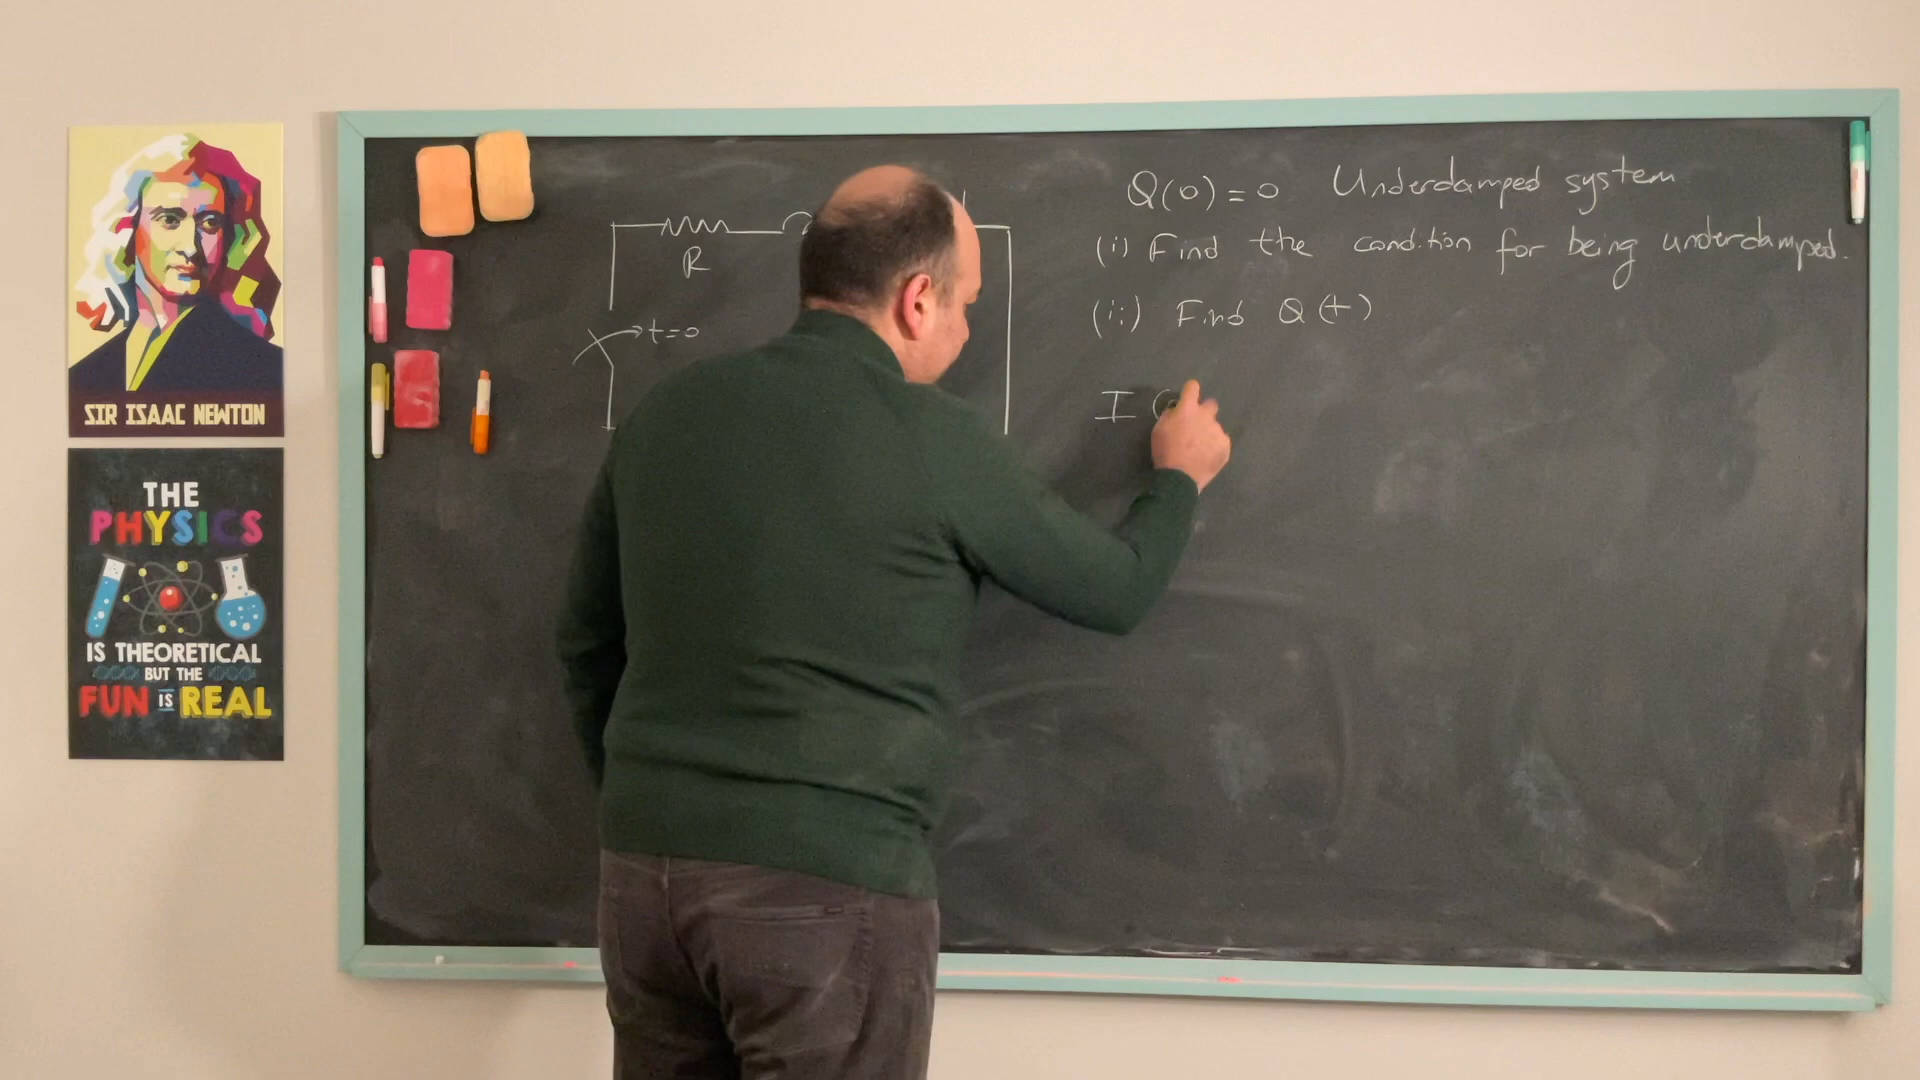 SIR ISAAC NEWTON
THE
PHYSICS
IS THEORETICAL
BUT THE
FUN IS REAL
R
t=0
Q(0) = 0 Underdamped system
(i) Find the condition for being underdamped.
(ii) Find Q(t)
I (